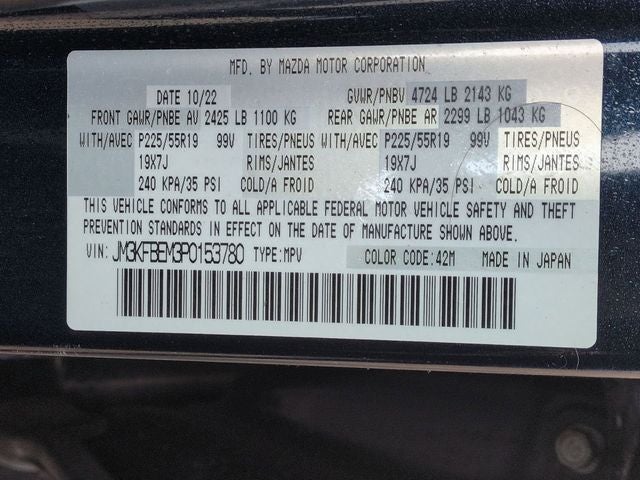 MFD. BY MAZDA MOTOR CORPORATION
DATE 10/22 GVWR/PNBV 4724 LB 2143 KG
FRONT GAWR/PNBE AV 2425 LB 1100 KG REAR GAWR/PNBE AR 2299 LB 1043 KG
WITH/AVEC P225/55R19 99V TIRES/PNEUS WITH/AVEC P225/55R19 99V TIRES/PNEUS
19X7J RIMS/JANTES 19X7J RIMS/JANTES
240 KPA/35 PSI COLD/A FROID 240 KPA/35 PSI COLD/A FROID
THIS VEHICLE CONFORMS TO ALL APPLICABLE FEDERAL MOTOR VEHICLE SAFETY AND THEFT
PREVENTION STANDARDS IN EFFECT ON THE DATE OF MANUFACTURE SHOWN ABOVE.
VIN: JM3KFBEM3P0153780 TYPE:MPV COLOR CODE:42M MADE IN JAPAN